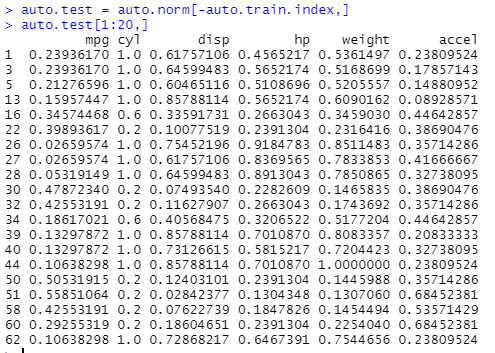 > auto.test = auto.norm[-auto.train.index,]
> auto.test[1:20,]
mpg cyl disp hp weight accel
1 0.23936170 1.0 0.61757106 0.4565217 0.5361497 0.23809524
3 0.23936170 1.0 0.64599483 0.5652174 0.5168699 0.17857143
5 0.21276596 1.0 0.60465116 0.5108696 0.5205557 0.14880952
13 0.15957447 1.0 0.85788114 0.5652174 0.6090162 0.08928571
16 0.34574468 0.6 0.33591731 0.2663043 0.3459030 0.44642857
22 0.39893617 0.2 0.10077519 0.2391304 0.2316416 0.38690476
26 0.02659574 1.0 0.75452196 0.9184783 0.8511483 0.35714286
27 0.02659574 1.0 0.61757106 0.8369565 0.7833853 0.41666667
28 0.05319149 1.0 0.64599483 0.8913043 0.7850865 0.32738095
30 0.47872340 0.2 0.07493540 0.2282609 0.1465835 0.38690476
32 0.42553191 0.2 0.11627907 0.2663043 0.1743692 0.35714286
34 0.18617021 0.6 0.40568475 0.3206522 0.5177204 0.44642857
39 0.13297872 1.0 0.85788114 0.7010870 0.8083357 0.20833333
40 0.13297872 1.0 0.73126615 0.5815217 0.7204423 0.32738095
44 0.10638298 1.0 0.85788114 0.7010870 1.0000000 0.23809524
50 0.50531915 0.2 0.12403101 0.2391304 0.1445988 0.35714286
51 0.55851064 0.2 0.02842377 0.1304348 0.1307060 0.68452381
58 0.42553191 0.2 0.07622739 0.1847826 0.1454494 0.53571429
60 0.29255319 0.2 0.18604651 0.2391304 0.2254040 0.68452381
62 0.10638298 1.0 0.72868217 0.6467391 0.7544656 0.23809524